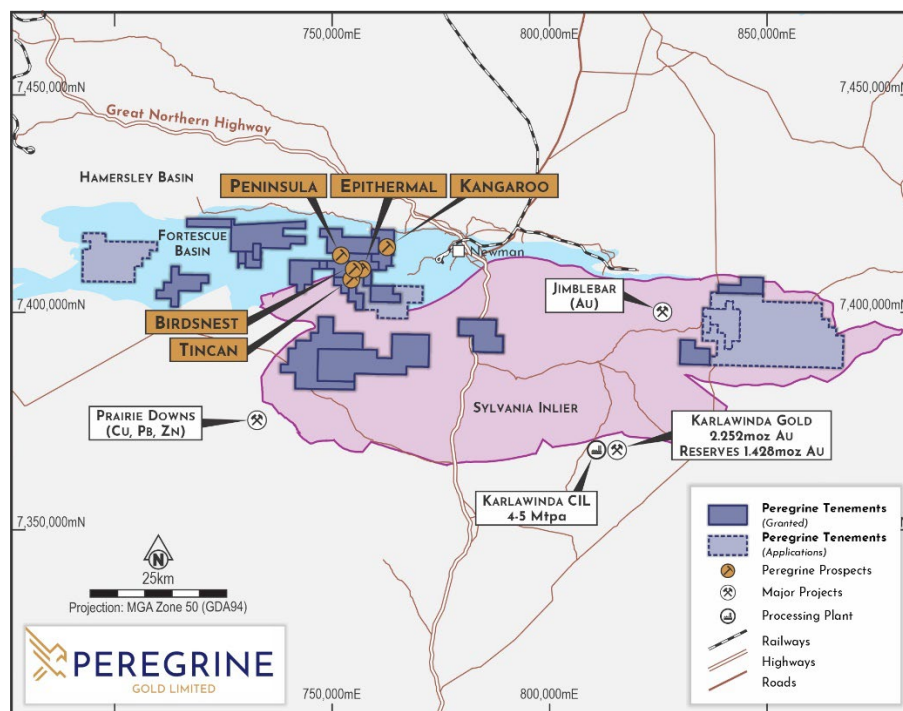 750,000mE
800,000mE
850,000mE
7,450,000mN
7,450,000mN
Great Northern Highway
Hamersley Basin
Peninsula
Epithermal
Kangaroo
Fortescue
Basin
Newman
7,400,000mN
7,400,000mN
Jimblebar
(Au)
Birdsnest
Tincan
Sylvania Inlier
Prairie Downs
(Cu, Pb, Zn)
Karlawinda Gold
2.252moz Au
Reserves 1.428moz Au
Karlawinda CIL
4-5 Mtpa
7,350,000mN
N
25km
Projection: MGA Zone 50 (GDA94)
Peregrine Tenements
(Granted)
Peregrine Tenements
(Applications)
Peregrine Prospects
Major Projects
Processing Plant
Railways
Highways
Roads
PEREGRINE
GOLD LIMITED
750,000mE
800,000mE